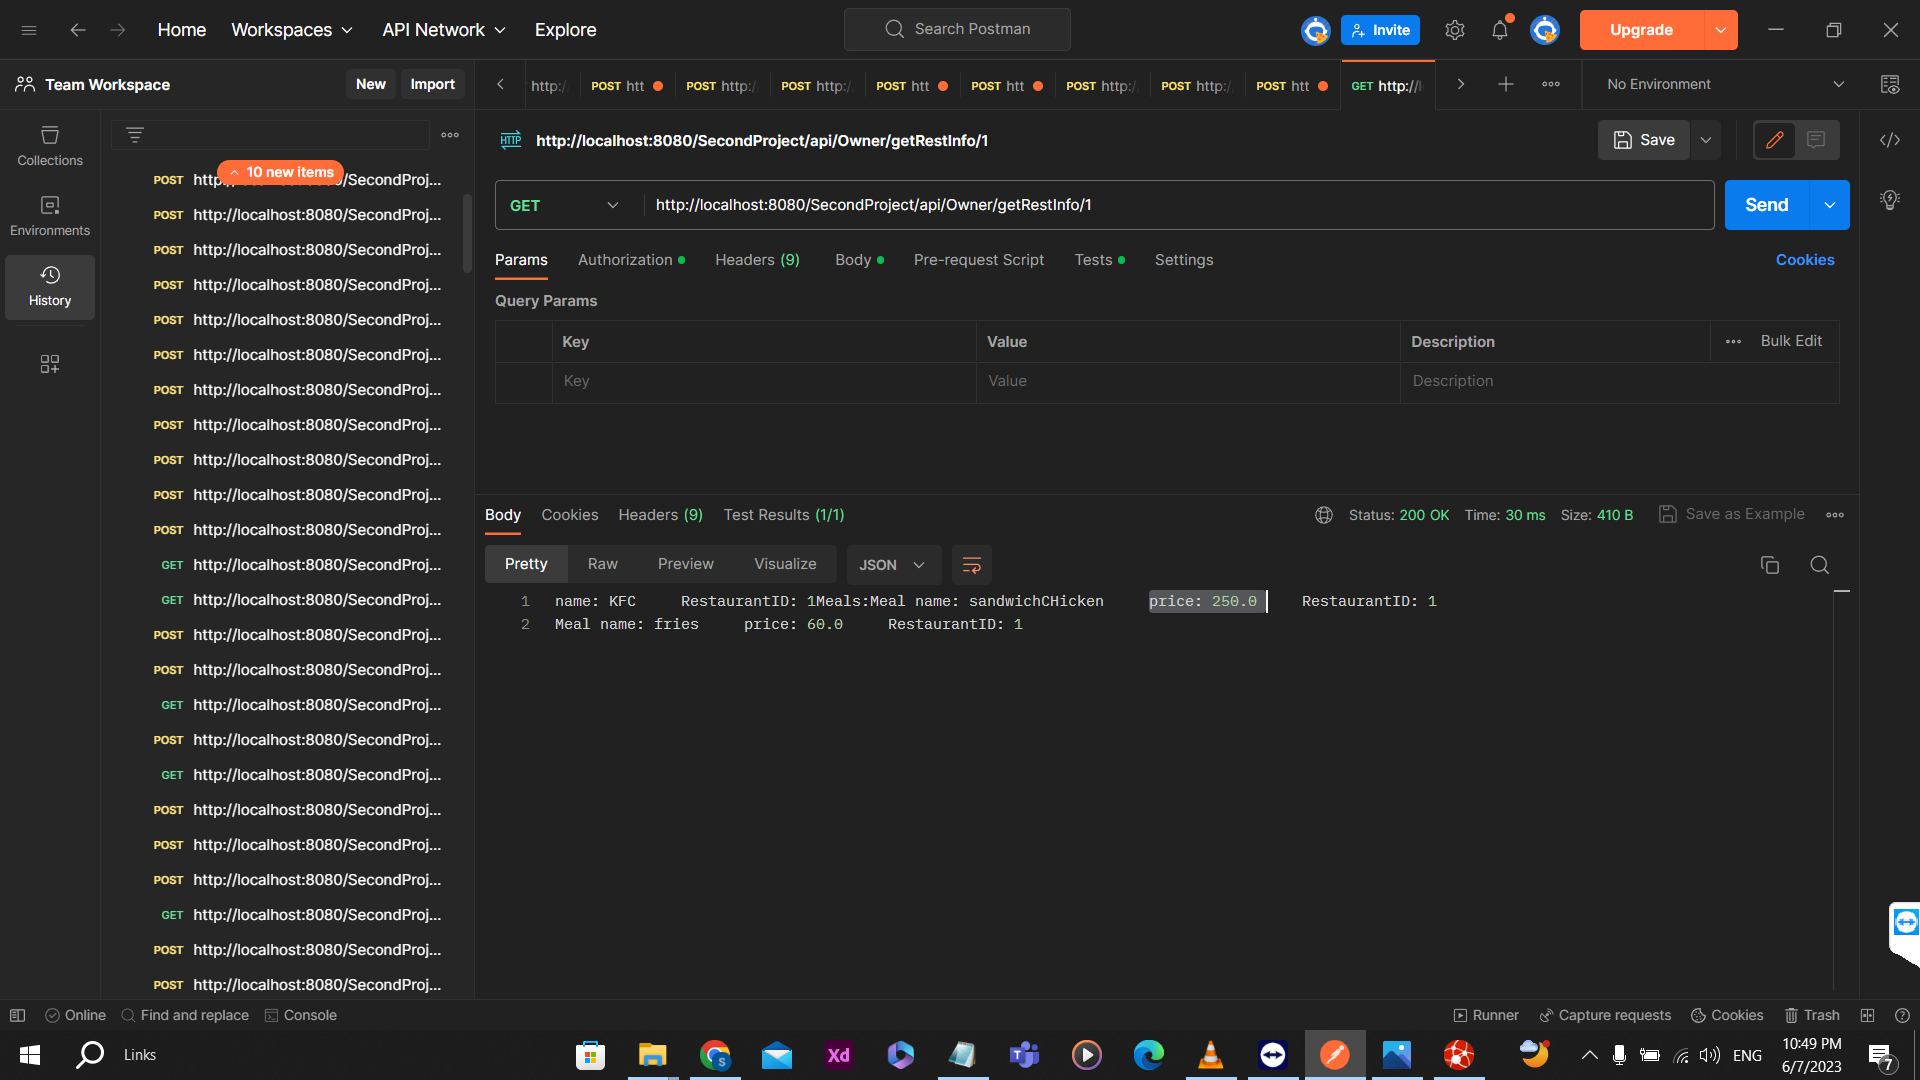 Home Workspaces API Network Explore Search Postman Invite Upgrade
Team Workspace New Import http:/ POST htt POST http:/ POST http:/ POST htt POST htt POST http:/ POST http:/ POST htt GET http://l No Environment
Collections
Environments
History
10 new items
POST http://localhost:8080/SecondProj...
POST http://localhost:8080/SecondProj...
POST http://localhost:8080/SecondProj...
POST http://localhost:8080/SecondProj...
POST http://localhost:8080/SecondProj...
POST http://localhost:8080/SecondProj...
POST http://localhost:8080/SecondProj...
POST http://localhost:8080/SecondProj...
POST http://localhost:8080/SecondProj...
POST http://localhost:8080/SecondProj...
POST http://localhost:8080/SecondProj...
GET http://localhost:8080/SecondProj...
GET http://localhost:8080/SecondProj...
POST http://localhost:8080/SecondProj...
POST http://localhost:8080/SecondProj...
GET http://localhost:8080/SecondProj...
POST http://localhost:8080/SecondProj...
GET http://localhost:8080/SecondProj...
POST http://localhost:8080/SecondProj...
POST http://localhost:8080/SecondProj...
POST http://localhost:8080/SecondProj...
GET http://localhost:8080/SecondProj...
POST http://localhost:8080/SecondProj...
POST http://localhost:8080/SecondProj...
HTTP http://localhost:8080/SecondProject/api/Owner/getRestInfo/1 Save
GET http://localhost:8080/SecondProject/api/Owner/getRestInfo/1 Send
Params Authorization Headers (9) Body Pre-request Script Tests Settings Cookies
Query Params
Key Value Description Bulk Edit
Key Value Description
Body Cookies Headers (9) Test Results (1/1) Status: 200 OK Time: 30 ms Size: 410 B Save as Example
Pretty Raw Preview Visualize JSON
1 name: KFC RestaurantID: 1Meals:Meal name: sandwichCHicken price: 250.0 RestaurantID: 1
2 Meal name: fries price: 60.0 RestaurantID: 1
Online Find and replace Console Runner Capture requests Cookies Trash
Links Xd ENG 10:49 PM
6/7/2023 7